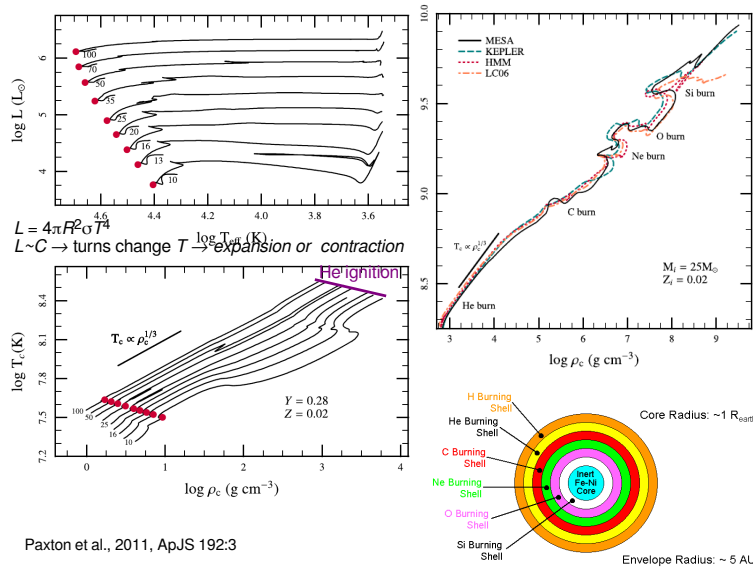 log L (L☉)
6
5
4
100
70
50
35
25
20
16
13
10
4.6
4.4
4.2
4.0
3.8
3.6
log Teff (K)
L = 4πR²σT⁴
L~C → turns change T → expansion or contraction
log Tc (K)
8.4
8.1
7.8
7.5
7.2
He ignition
Tc ∝ ρc^1/3
Y = 0.28
Z = 0.02
100
50
25
16
10
0
1
2
3
4
log ρc (g cm⁻³)
Paxton et al., 2011, ApJS 192:3
10.0
9.5
9.0
8.5
MESA
KEPLER
HMM
LC06
Si burn
O burn
Ne burn
C burn
Tc ∝ ρc^1/3
He burn
Mi = 25M☉
Zi = 0.02
3
4
5
6
7
8
9
log ρc (g cm⁻³)
H Burning
Shell
He Burning
Shell
C Burning
Shell
Ne Burning
Shell
O Burning
Shell
Si Burning
Shell
Inert
Fe-Ni
Core
Core Radius: ~1 Reart
Envelope Radius: ~ 5 AU